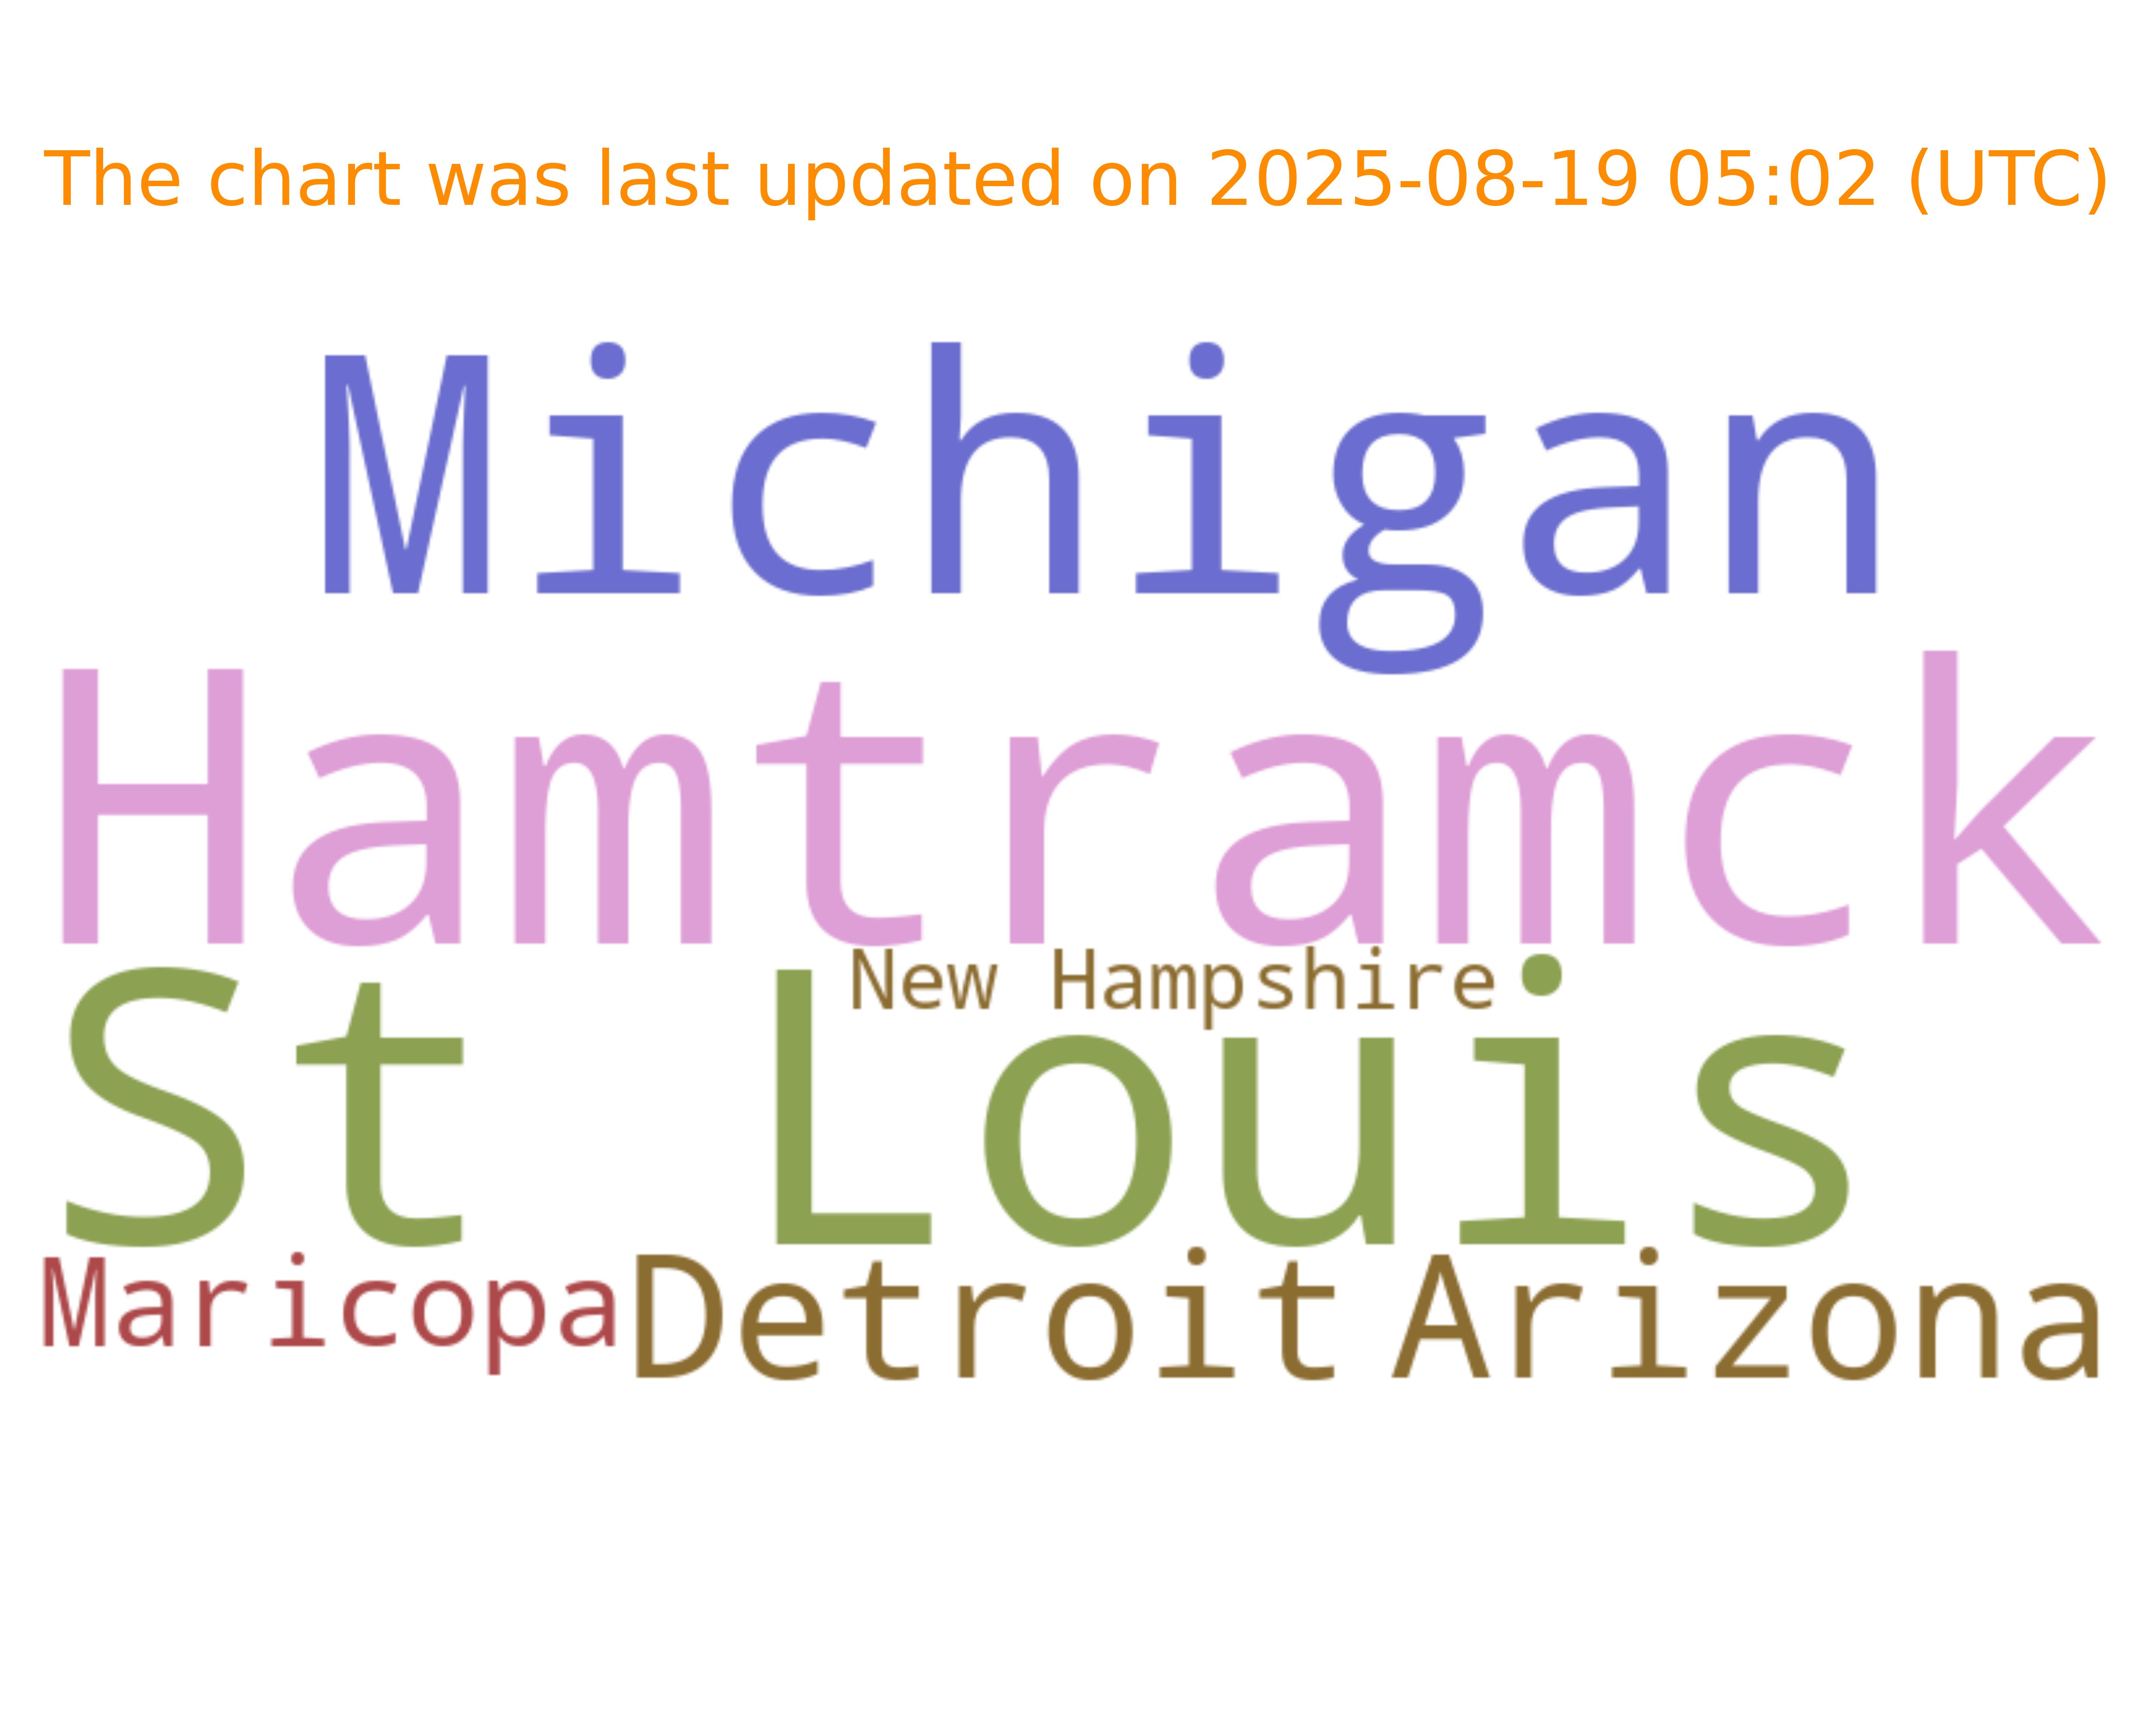 The chart was last updated on 2025-08-19 05:02 (UTC)
Michigan
Hamtramck
New Hampshire
St Louis
Maricopa Detroit Arizona